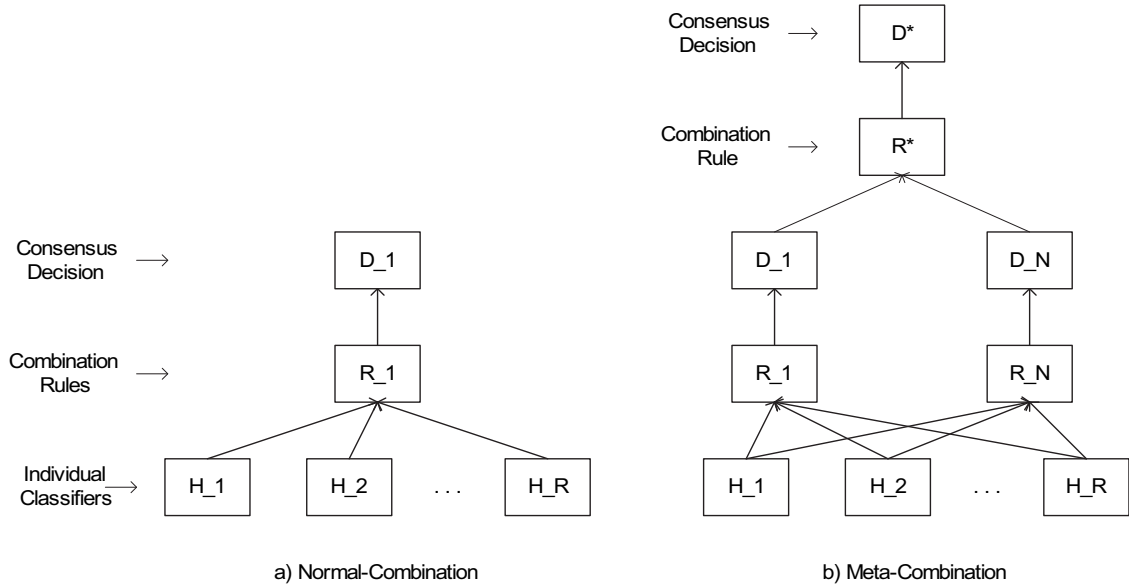 Consensus
Decision
D*
Combination
Rule
R*
Consensus
Decision
D_1
D_1
D_N
Combination
Rules
R_1
R_1
R_N
Individual
Classifiers
H_1
H_2
. . .
H_R
H_1
H_2
. . .
H_R
a) Normal-Combination
b) Meta-Combination